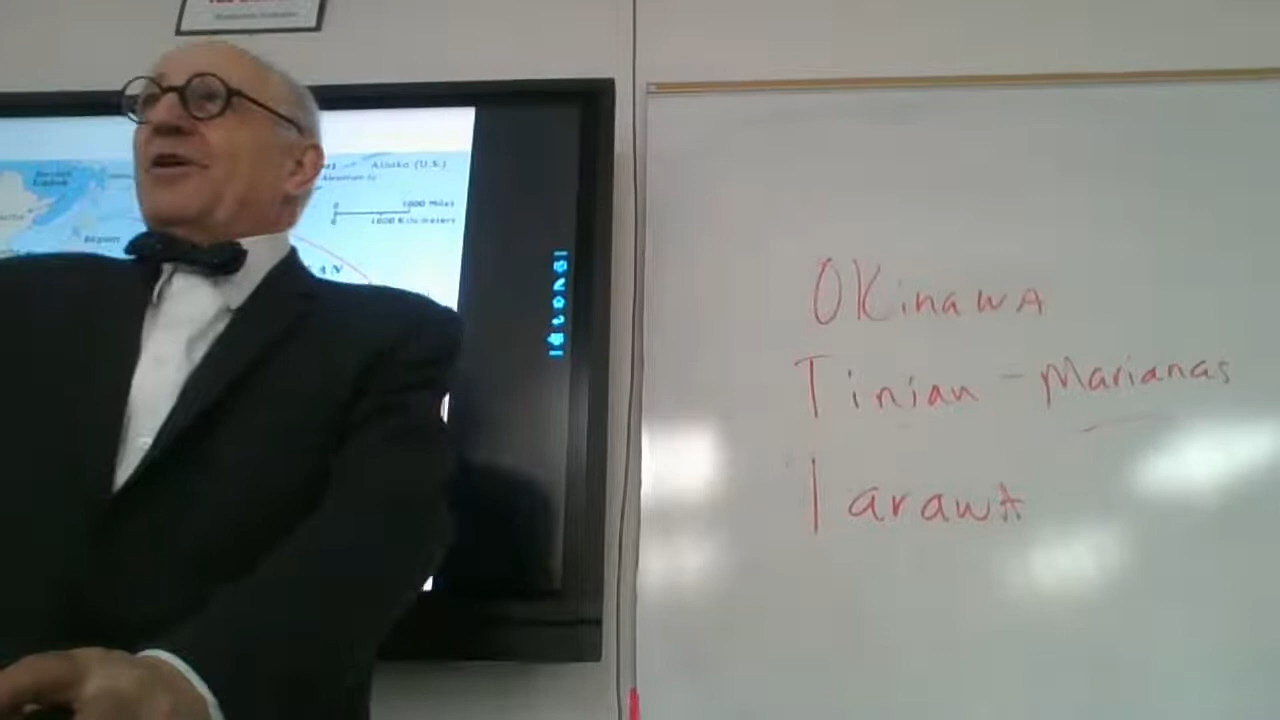 Alaska (U.S.)
1000 Miles
1000 Kilometers
OKinawA
Tinian - Marianas
TarawA